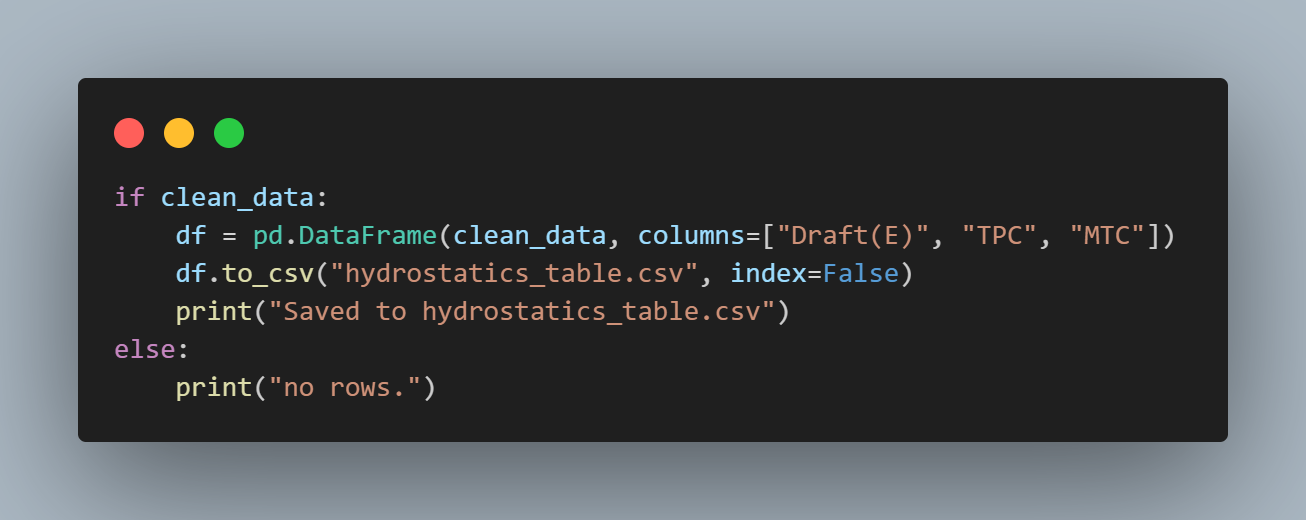 if clean_data:
    df = pd.DataFrame(clean_data, columns=["Draft(E)", "TPC", "MTC"])
    df.to_csv("hydrostatics_table.csv", index=False)
    print("Saved to hydrostatics_table.csv")
else:
    print("no rows.")